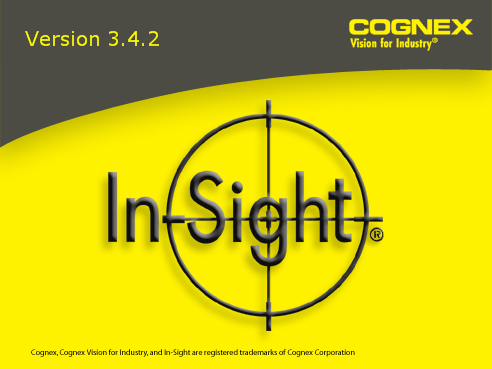 Version 3.4.2
COGNEX
Vision for Industry®
In-Sight®
Cognex, Cognex Vision for Industry, and In-Sight are registered trademarks of Cognex Corporation